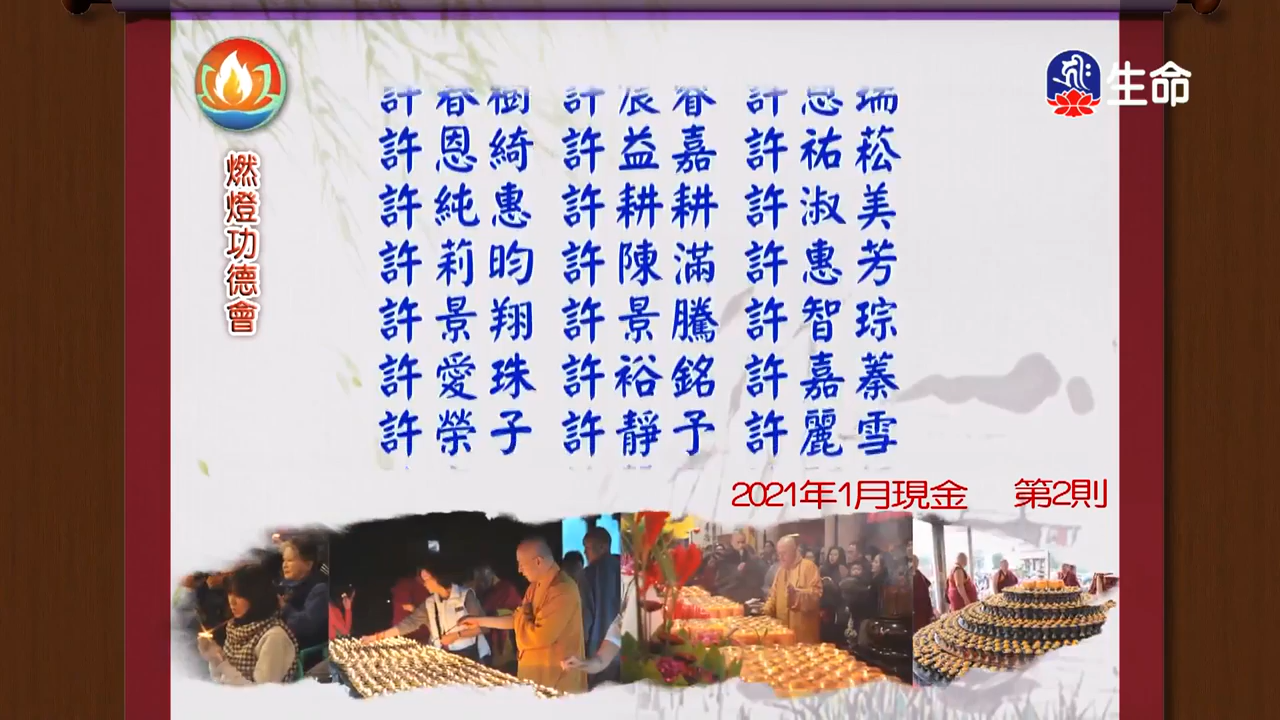 生命
燃燈功德會
許恩綺 許益嘉 許祐菘
許純惠 許耕耕 許淑美
許莉昀 許陳滿 許惠芳
許景翔 許景騰 許智琮
許愛珠 許裕銘 許嘉蓁
許榮子 許靜予 許麗雪
2021年1月現金 第2則